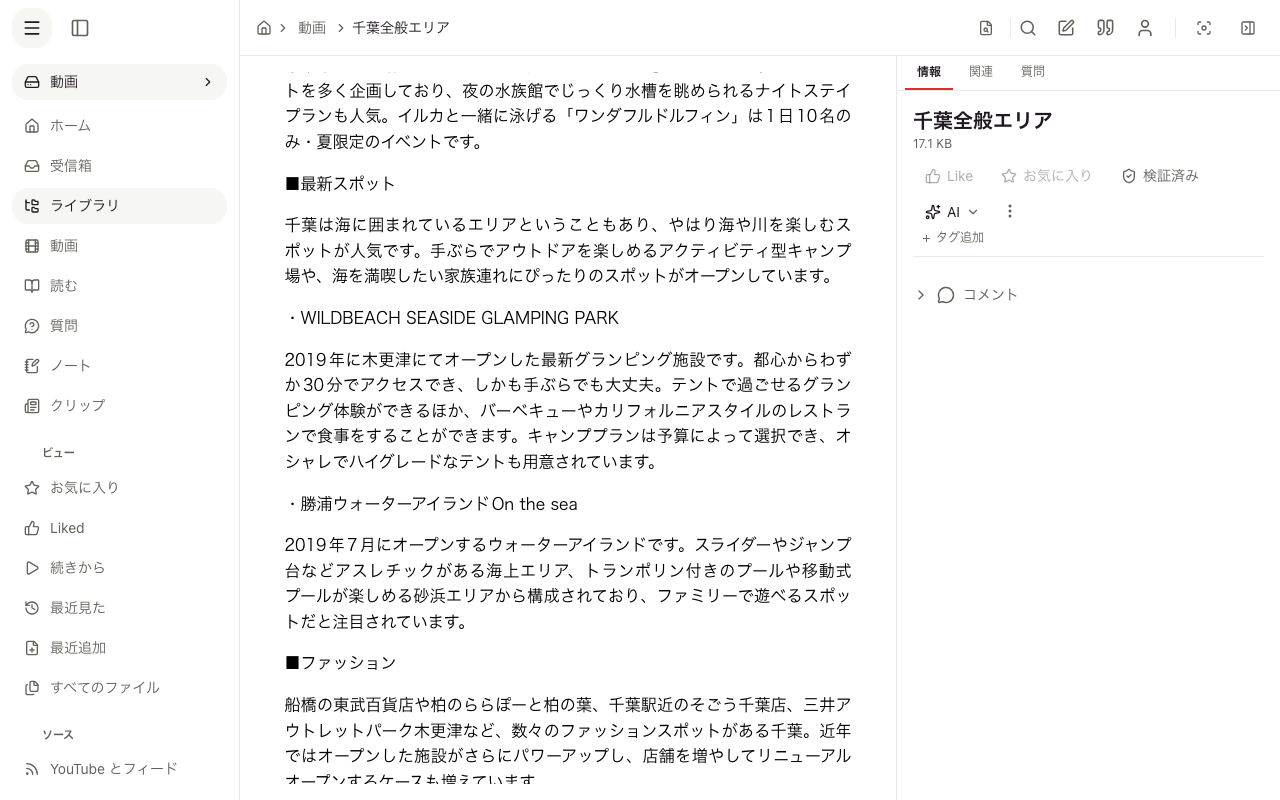 動画
ホーム
受信箱
ライブラリ
動画
読む
質問
ノート
クリップ
ビュー
お気に入り
Liked
続きから
最近見た
最近追加
すべてのファイル
ソース
YouTube とフィード
動画
千葉全般エリア
トを多く企画しており、夜の水族館でじっくり水槽を眺められるナイトステイ
プランも人気。イルカと一緒に泳げる「ワンダフルドルフィン」は1日10名の
み・夏限定のイベントです。
■最新スポット
千葉は海に囲まれているエリアということもあり、やはり海や川を楽しむス
ポットが人気です。手ぶらでアウトドアを楽しめるアクティビティ型キャンプ
場や、海を満喫したい家族連れにぴったりのスポットがオープンしています。
・WILDBEACH SEASIDE GLAMPING PARK
2019年に木更津にてオープンした最新グランピング施設です。都心からわず
か30分でアクセスでき、しかも手ぶらでも大丈夫。テントで過ごせるグラン
ピング体験ができるほか、バーベキューやカリフォルニアスタイルのレストラ
ンで食事をすることができます。キャンププランは予算によって選択でき、オ
シャレでハイグレードなテントも用意されています。
・勝浦ウォーターアイランドOn the sea
2019年7月にオープンするウォーターアイランドです。スライダーやジャンプ
台などアスレチックがある海上エリア、トランポリン付きのプールや移動式
プールが楽しめる砂浜エリアから構成されており、ファミリーで遊べるスポッ
トだと注目されています。
■ファッション
船橋の東武百貨店や柏のららぽーと柏の葉、千葉駅近のそごう千葉店、三井ア
ウトレットパーク木更津など、数々のファッションスポットがある千葉。近年
ではオープンした施設がさらにパワーアップし、店舗を増やしてリニューアル
オープンするケースも増えています。
情報
関連
質問
千葉全般エリア
17.1 KB
Like
お気に入り
検証済み
AI
+ タグ追加
コメント